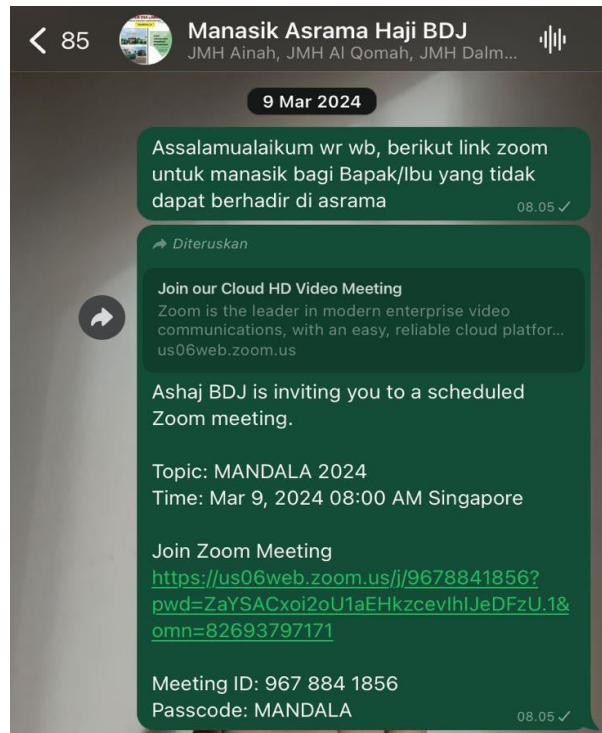 85
Manasik Asrama Haji BDJ
JMH Ainah, JMH Al Qomah, JMH Dalm...
9 Mar 2024
Assalamualaikum wr wb, berikut link zoom
untuk manasik bagi Bapak/Ibu yang tidak
dapat berhadir di asrama
08.05
Diteruskan
Join our Cloud HD Video Meeting
Zoom is the leader in modern enterprise video
communications, with an easy, reliable cloud platfor...
us06web.zoom.us
Ashaj BDJ is inviting you to a scheduled
Zoom meeting.
Topic: MANDALA 2024
Time: Mar 9, 2024 08:00 AM Singapore
Join Zoom Meeting
https://us06web.zoom.us/j/9678841856?
pwd=ZaYSACxoi2oU1aEHkzcevIhIJeDFzU.1&
omn=82693797171
Meeting ID: 967 884 1856
Passcode: MANDALA
08.05